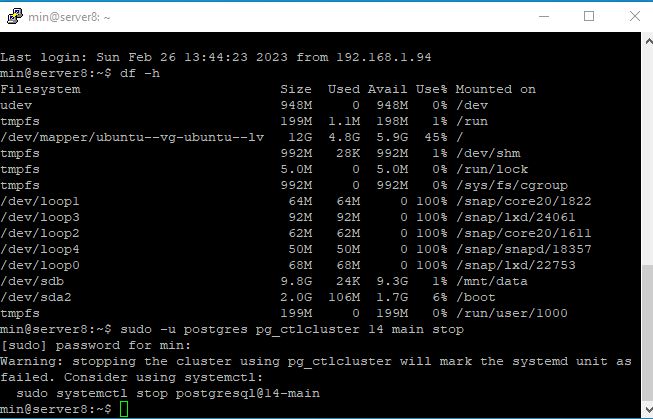 min@server8: ~
Last login: Sun Feb 26 13:44:23 2023 from 192.168.1.94
min@server8:~$ df -h
Filesystem                         Size  Used Avail Use% Mounted on
udev                               948M     0  948M   0% /dev
tmpfs                              199M  1.1M  198M   1% /run
/dev/mapper/ubuntu--vg-ubuntu--lv   12G  4.8G  5.9G  45% /
tmpfs                              992M   28K  992M   1% /dev/shm
tmpfs                              5.0M     0  5.0M   0% /run/lock
tmpfs                              992M     0  992M   0% /sys/fs/cgroup
/dev/loop1                          64M   64M     0 100% /snap/core20/1822
/dev/loop3                          92M   92M     0 100% /snap/lxd/24061
/dev/loop2                          62M   62M     0 100% /snap/core20/1611
/dev/loop4                          50M   50M     0 100% /snap/snapd/18357
/dev/loop0                          68M   68M     0 100% /snap/lxd/22753
/dev/sdb                           9.8G   24K  9.3G   1% /mnt/data
/dev/sda2                          2.0G  106M  1.7G   6% /boot
tmpfs                              199M     0  199M   0% /run/user/1000
min@server8:~$ sudo -u postgres pg_ctlcluster 14 main stop
[sudo] password for min:
Warning: stopping the cluster using pg_ctlcluster will mark the systemd unit as
failed. Consider using systemctl:
  sudo systemctl stop postgresql@14-main
min@server8:~$